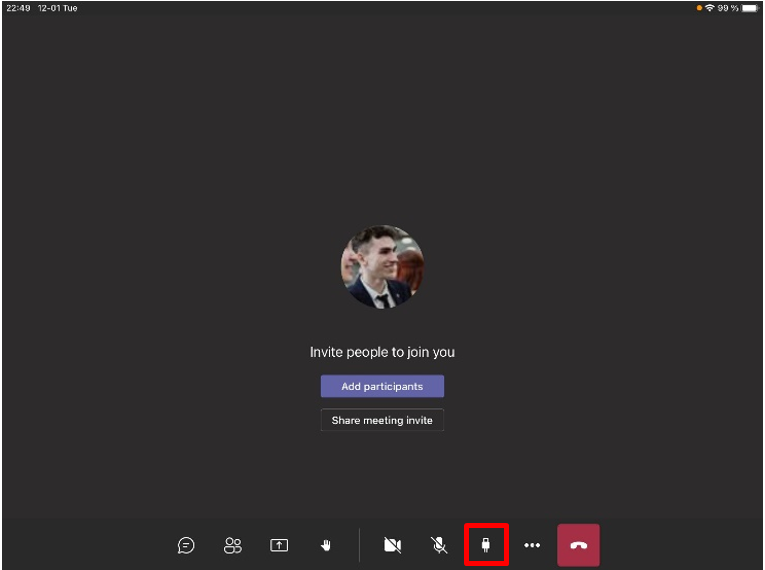 22:49 12-01 Tue
99 %
Invite people to join you
Add participants
Share meeting invite